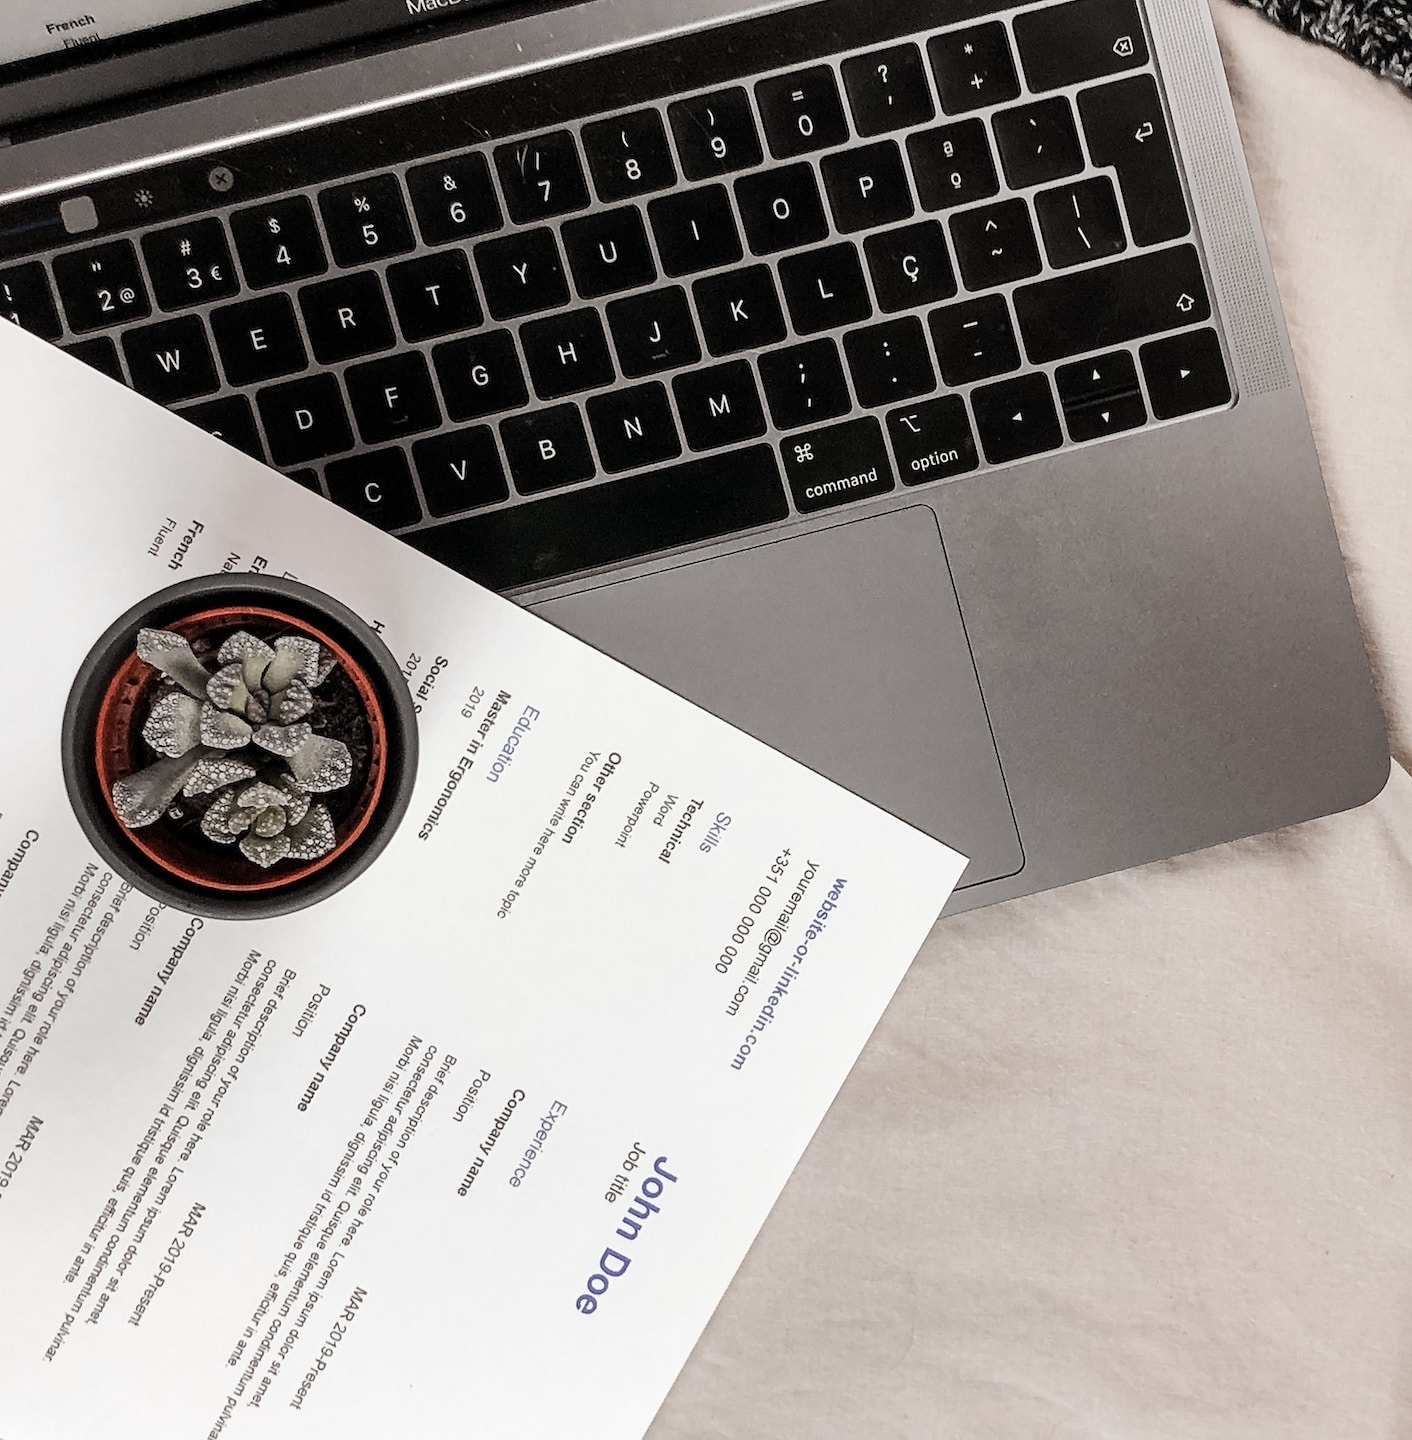 French
Fluent
2 "
@
3 #
€
4 $
5 %
6 &
7 /
8 (
9 )
0 =
? '
* +
W E R T Y U I O P ª º
D F G H J K L Ç ^ ~ | \
C V B N M ; , : . _ -
⌘
command
⌥
option
John Doe
Job title
website-or-linkedin.com
youremail@gmail.com
+351 000 000 000
Experience
Company name
Position
MAR 2019-Present
Brief description of your role here. Lorem ipsum dolor sit amet,
consectetur adipiscing elit. Quisque elementum condimentum pulvinar
Morbi nisi ligula, dignissim id tristique quis, efficitur in ante.
Company name
Position
MAR 2019-Present
Brief description of your role here. Lorem ipsum dolor sit amet,
consectetur adipiscing elit. Quisque elementum condimentum pulvinar.
Morbi nisi ligula, dignissim id tristique quis, efficitur in ante.
Company name
Position
MAR 2019
Brief description of your role here. Lorem
consectetur adipiscing elit.
Morbi nisi ligula, dignissim
Company
Skills
Technical
Word
Powerpoint
Other section
You can write here more topic
Education
Master in Ergonomics
2019
Social
French
Fluent